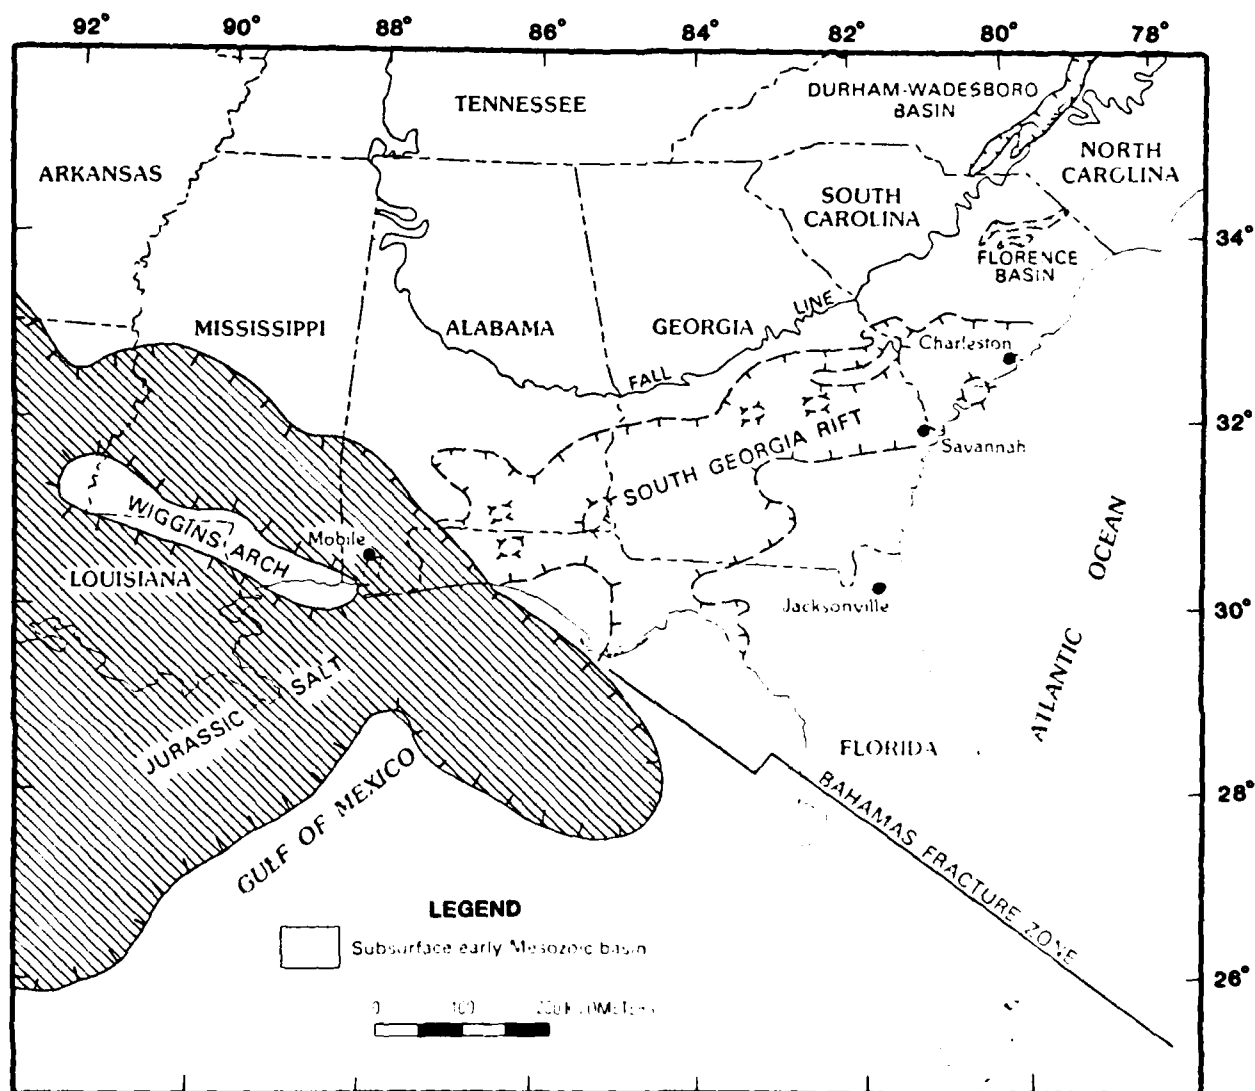 92° 90° 88° 86° 84° 82° 80° 78°
TENNESSEE
DURHAM-WADESBORO
BASIN
ARKANSAS
NORTH
CAROLINA
SOUTH
CAROLINA
34°
FLORENCE
BASIN
MISSISSIPPI
ALABAMA
GEORGIA
LINE
Charleston
FALL
32°
SOUTH GEORGIA RIFT
Savannah
WIGGINS ARCH
Mobile
LOUISIANA
OCEAN
Jacksonville
30°
ATLANTIC
JURASSIC SALT
FLORIDA
GULF OF MEXICO
28°
BAHAMAS FRACTURE ZONE
LEGEND
Subsurface early Mesozoic basin
26°
0 100 200 KILOMETERS